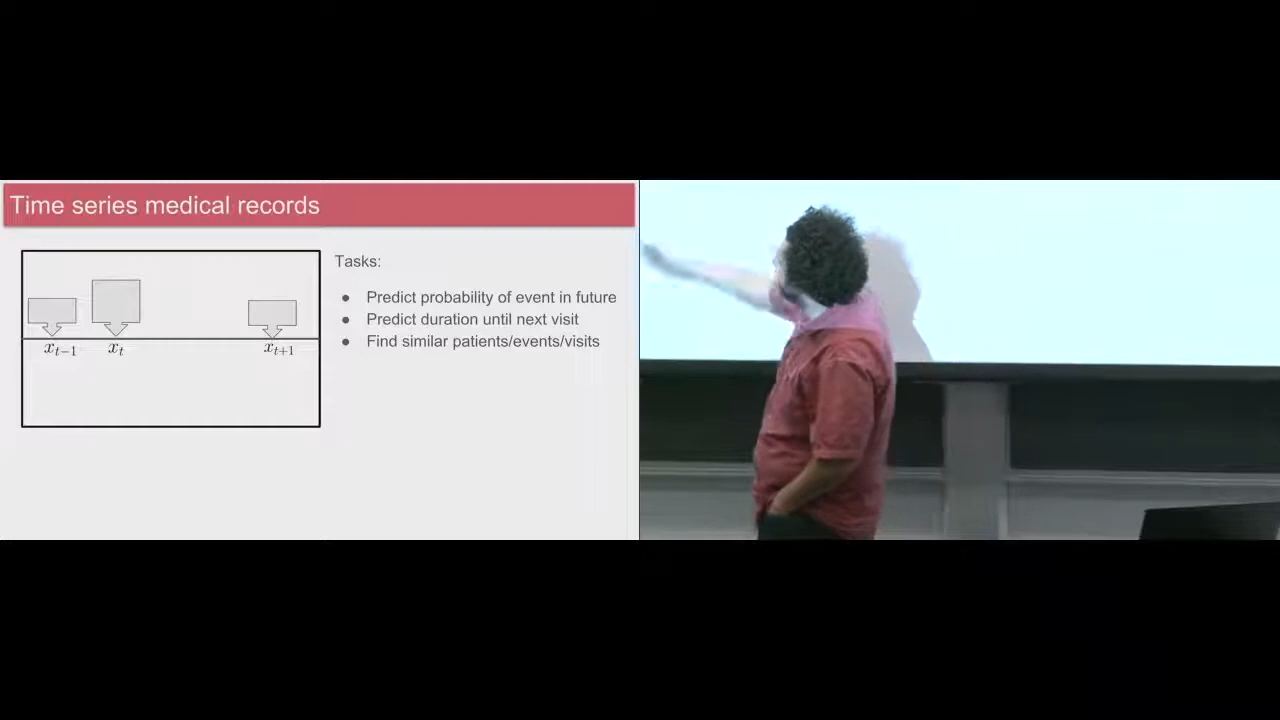 Time series medical records
x_{t−1} x_t x_{t+1}
Tasks:
● Predict probability of event in future
● Predict duration until next visit
● Find similar patients/events/visits